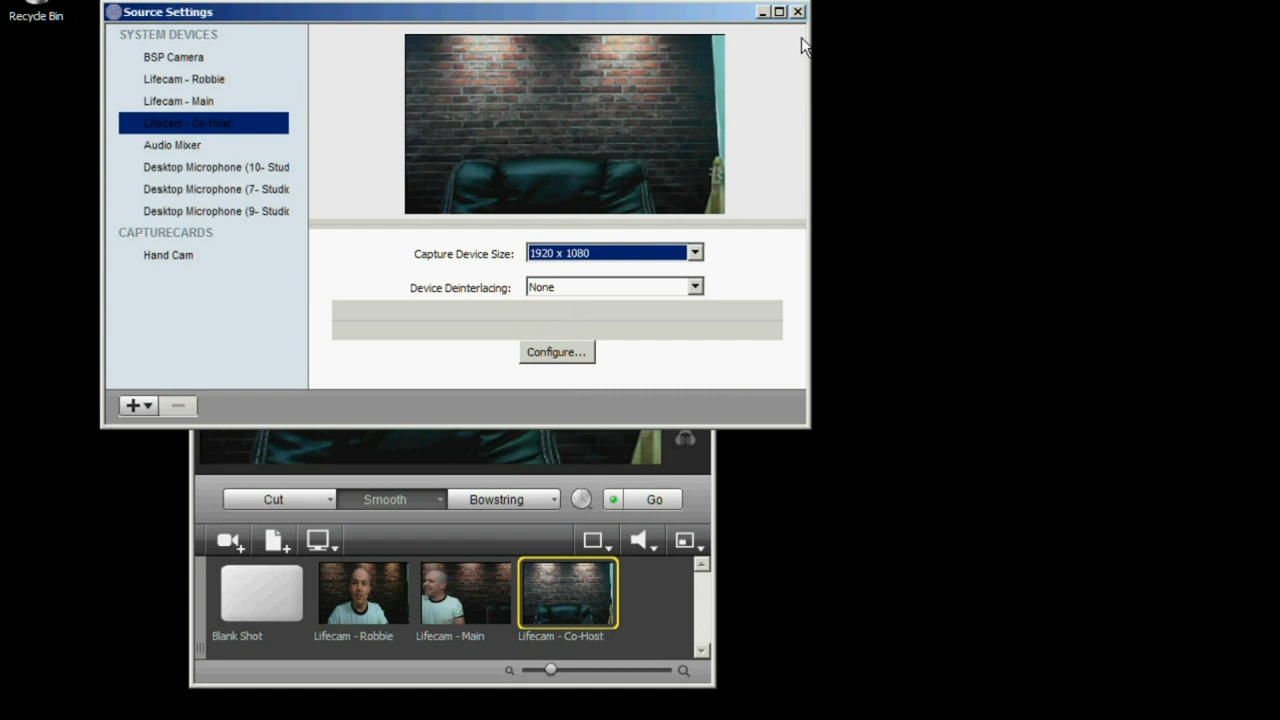 Recycle Bin
Source Settings
SYSTEM DEVICES
BSP Camera
Lifecam - Robbie
Lifecam - Main
Lifecam - Co-Host
Audio Mixer
Desktop Microphone (10- Stud
Desktop Microphone (7- Studic
Desktop Microphone (9- Studic
CAPTURECARDS
Hand Cam
Capture Device Size:
1920 x 1080
Device Deinterlacing:
None
Configure...
Cut
Smooth
Bowstring
Go
Blank Shot
Lifecam - Robbie
Lifecam - Main
Lifecam - Co-Host